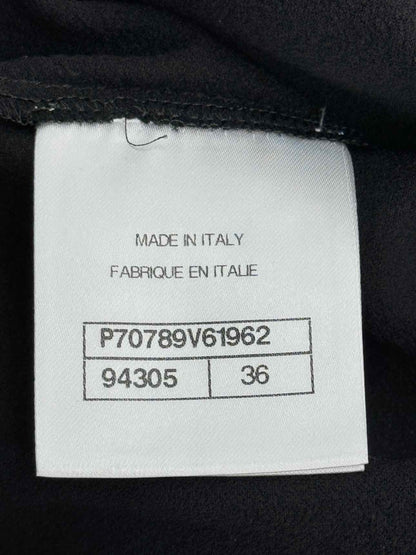 MADE IN ITALY
FABRIQUE EN ITALIE
P70789V61962
94305 36